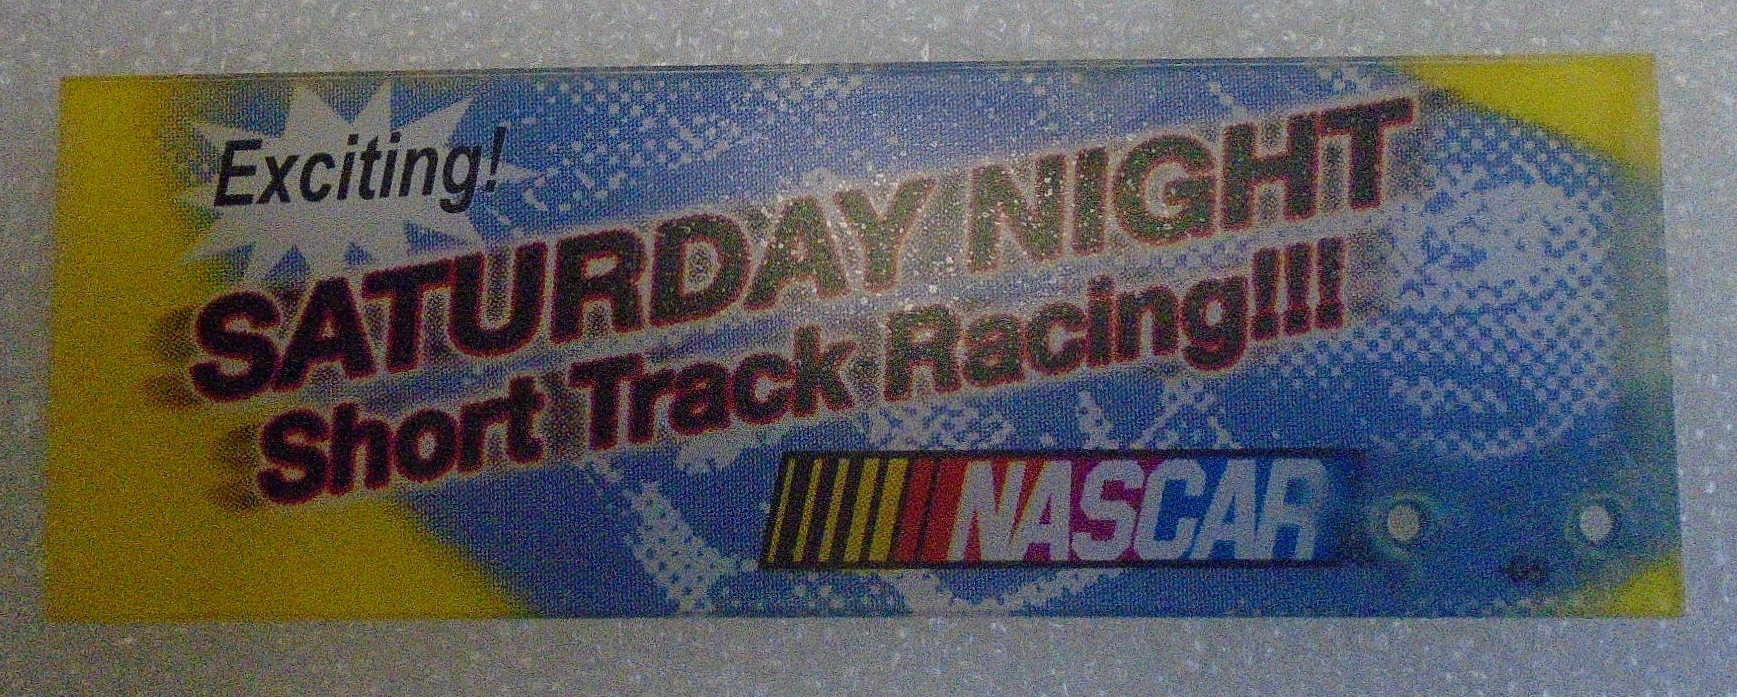 Exciting!
SATURDAY NIGHT
Short Track Racing!!!
NASCAR